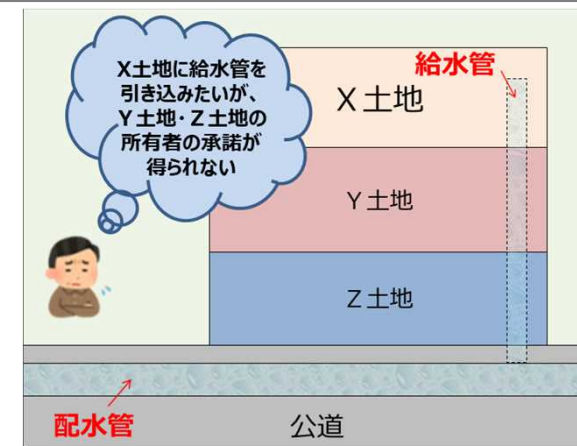 X土地に給水管を
引き込みたいが、
Y土地・Z土地の
所有者の承諾が
得られない
給水管
X土地
Y土地
Z土地
配水管
公道